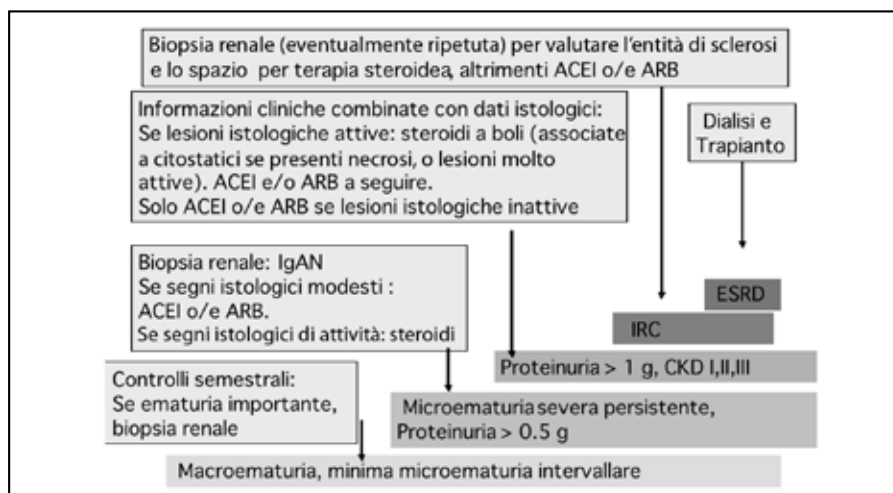 Biopsia renale (eventualmente ripetuta) per valutare l'entità di sclerosi
e lo spazio per terapia steroidea, altrimenti ACEI o/e ARB
Informazioni cliniche combinate con dati istologici:
Se lesioni istologiche attive: steroidi a boli (associate
a citostatici se presenti necrosi, o lesioni molto
attive). ACEI e/o ARB a seguire.
Solo ACEI o/e ARB se lesioni istologiche inattive
Dialisi e
Trapianto
Biopsia renale: IgAN
Se segni istologici modesti :
ACEI o/e ARB.
Se segni istologici di attività: steroidi
ESRD
IRC
Proteinuria > 1 g, CKD I,II,III
Controlli semestrali:
Se ematuria importante,
biopsia renale
Microematuria severa persistente,
Proteinuria > 0.5 g
Macroematuria, minima microematuria intervallare